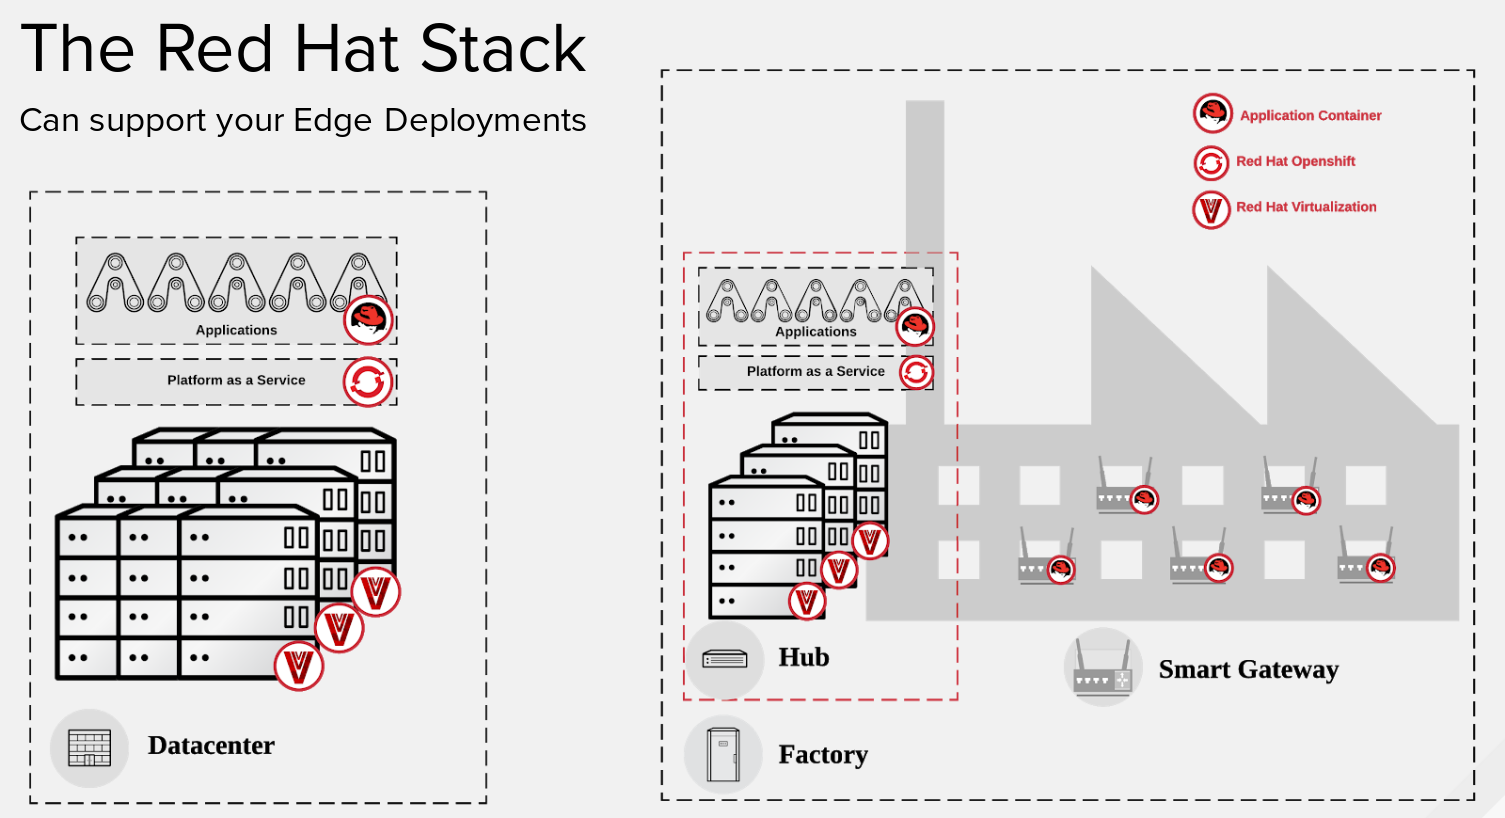 The Red Hat Stack
Can support your Edge Deployments
Applications
Platform as a Service
Datacenter
Application Container
Red Hat Openshift
Red Hat Virtualization
Applications
Platform as a Service
Hub
Smart Gateway
Factory